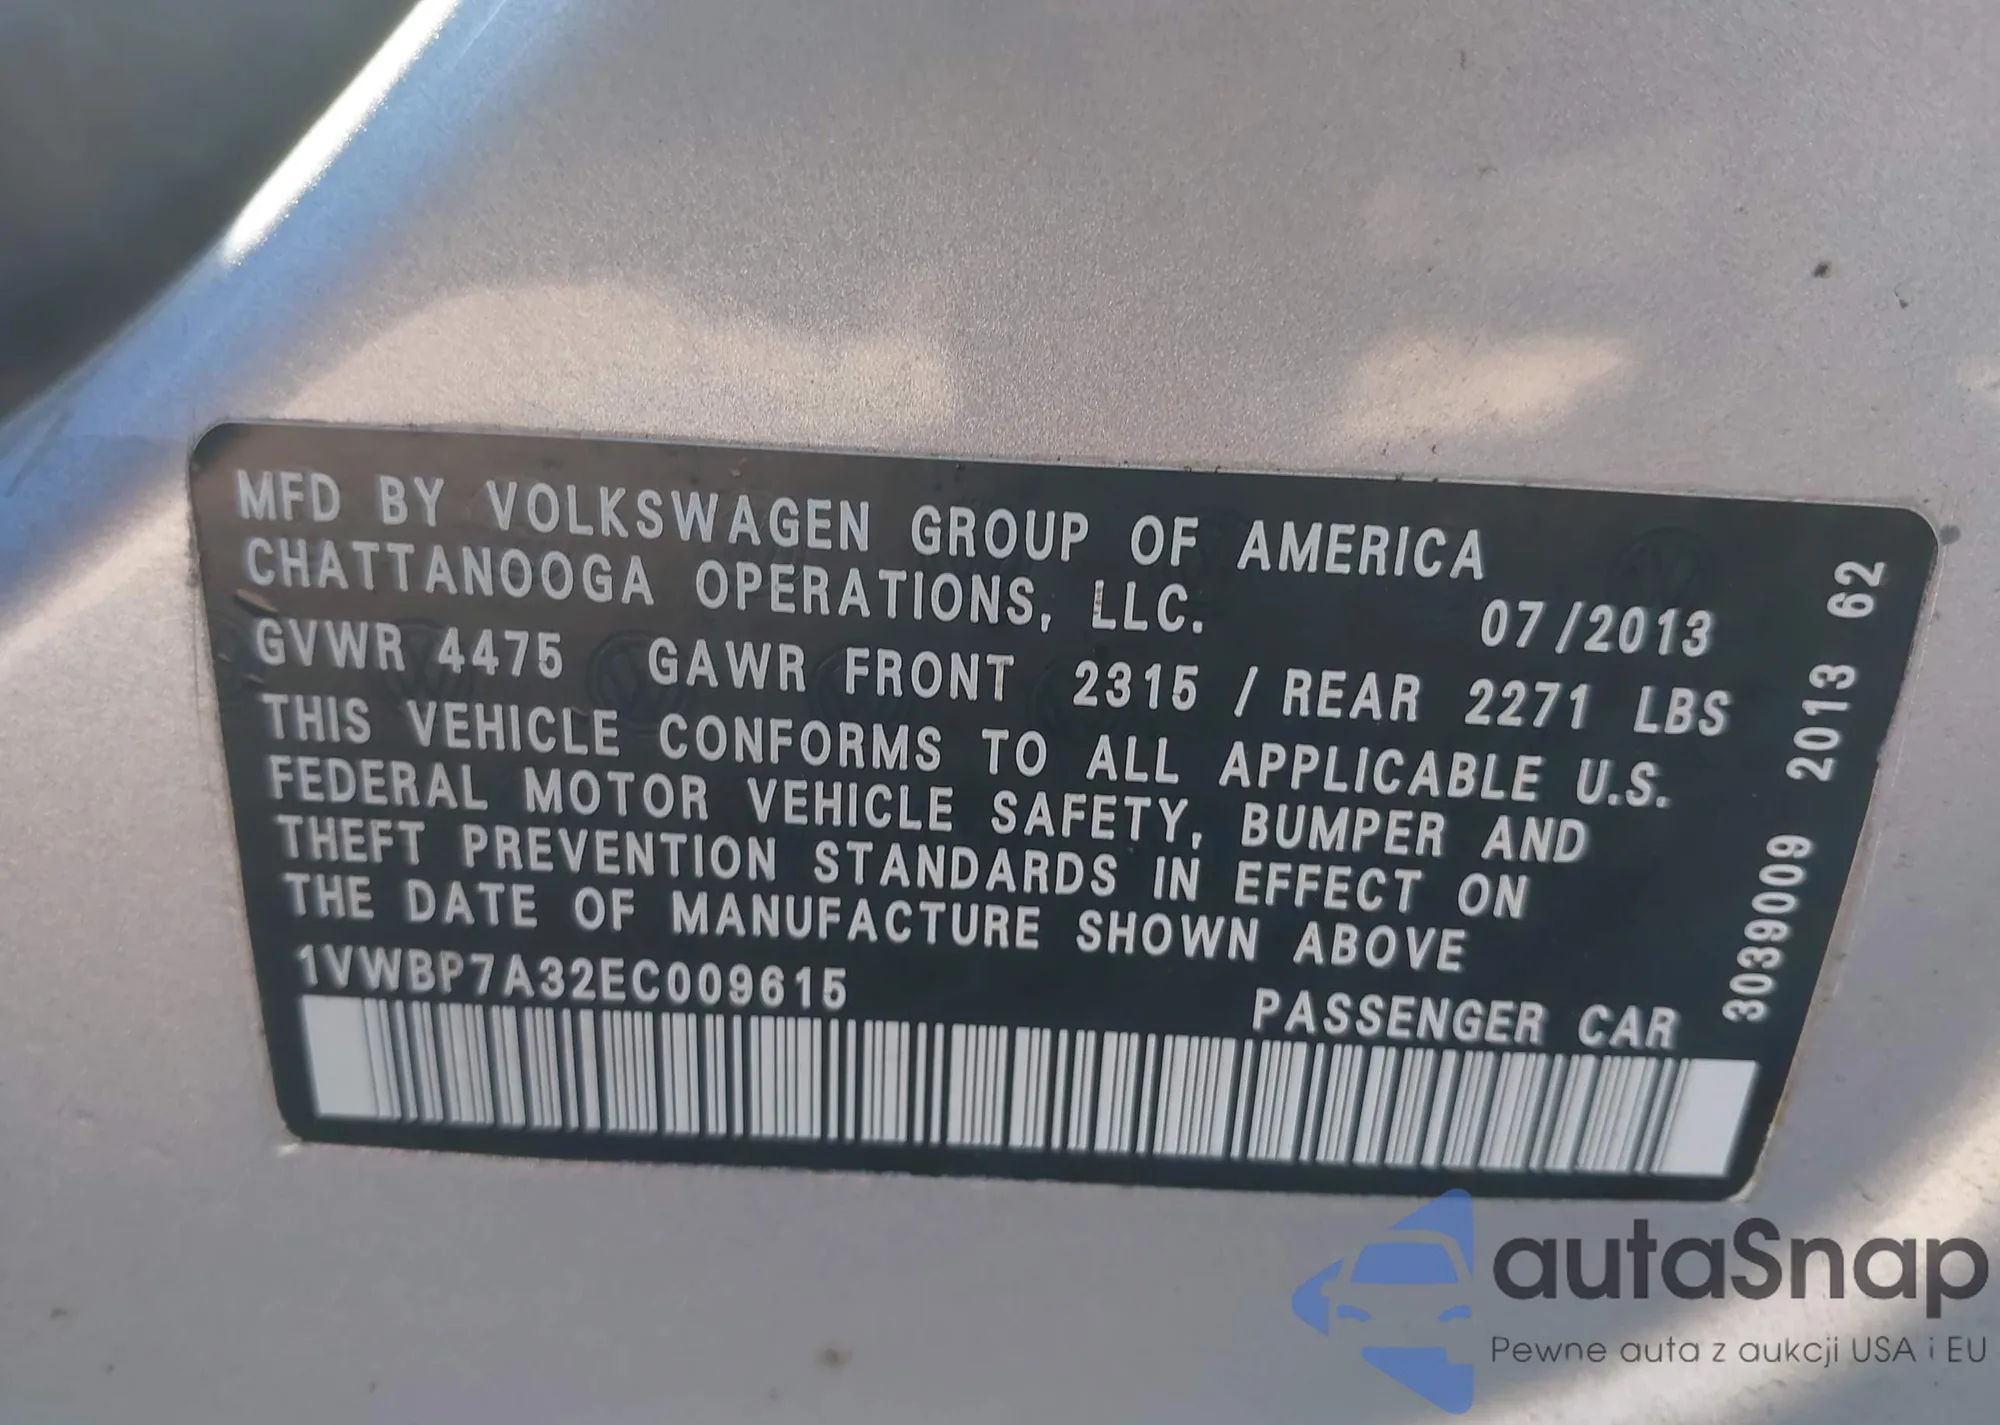 MFD BY VOLKSWAGEN GROUP OF AMERICA
CHATTANOOGA OPERATIONS, LLC. 07/2013
GVWR 4475 GAWR FRONT 2315 / REAR 2271 LBS
THIS VEHICLE CONFORMS TO ALL APPLICABLE U.S.
FEDERAL MOTOR VEHICLE SAFETY, BUMPER AND
THEFT PREVENTION STANDARDS IN EFFECT ON
THE DATE OF MANUFACTURE SHOWN ABOVE
1VWBP7A32EC009615 PASSENGER CAR
3039009 2013 62
autaSnap
Pewne auta z aukcji USA i EU